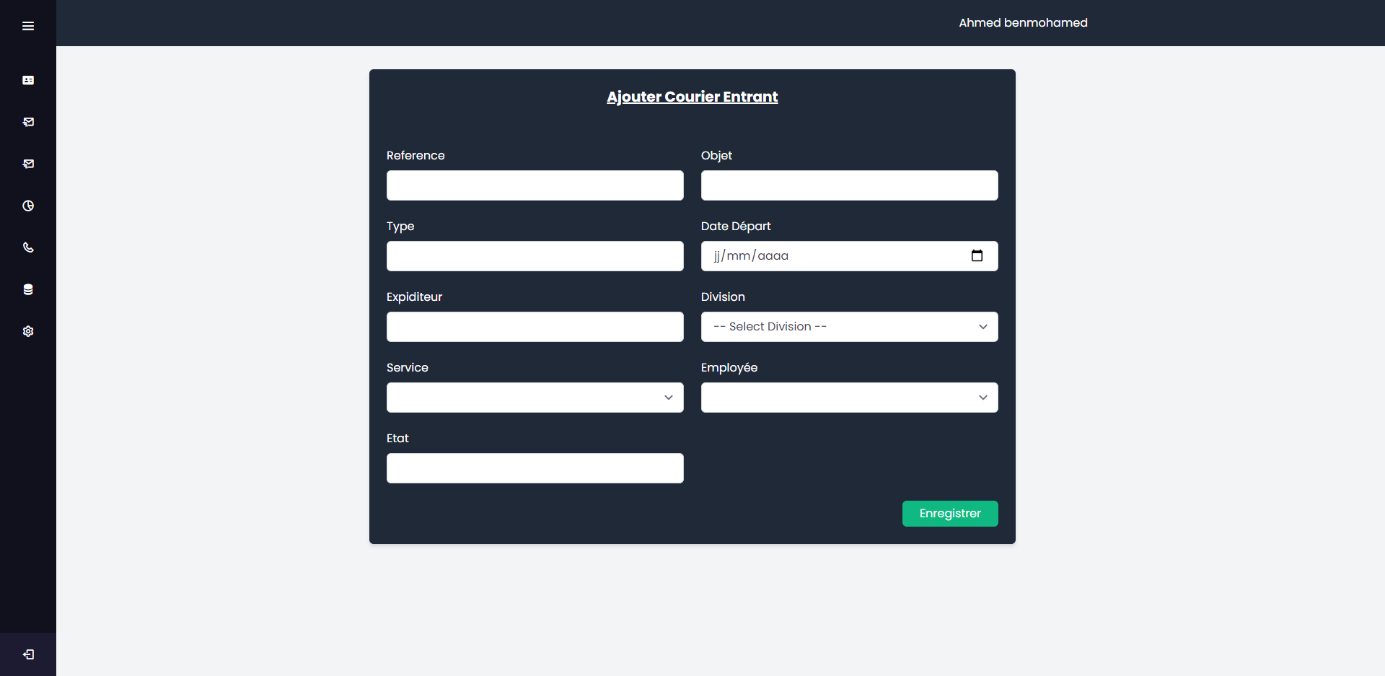 Ahmed benmohamed
Ajouter Courier Entrant
Reference
Objet
Type
Date Départ
jj/mm/aaaa
Expiditeur
Division
-- Select Division --
Service
Employée
Etat
Enregistrer